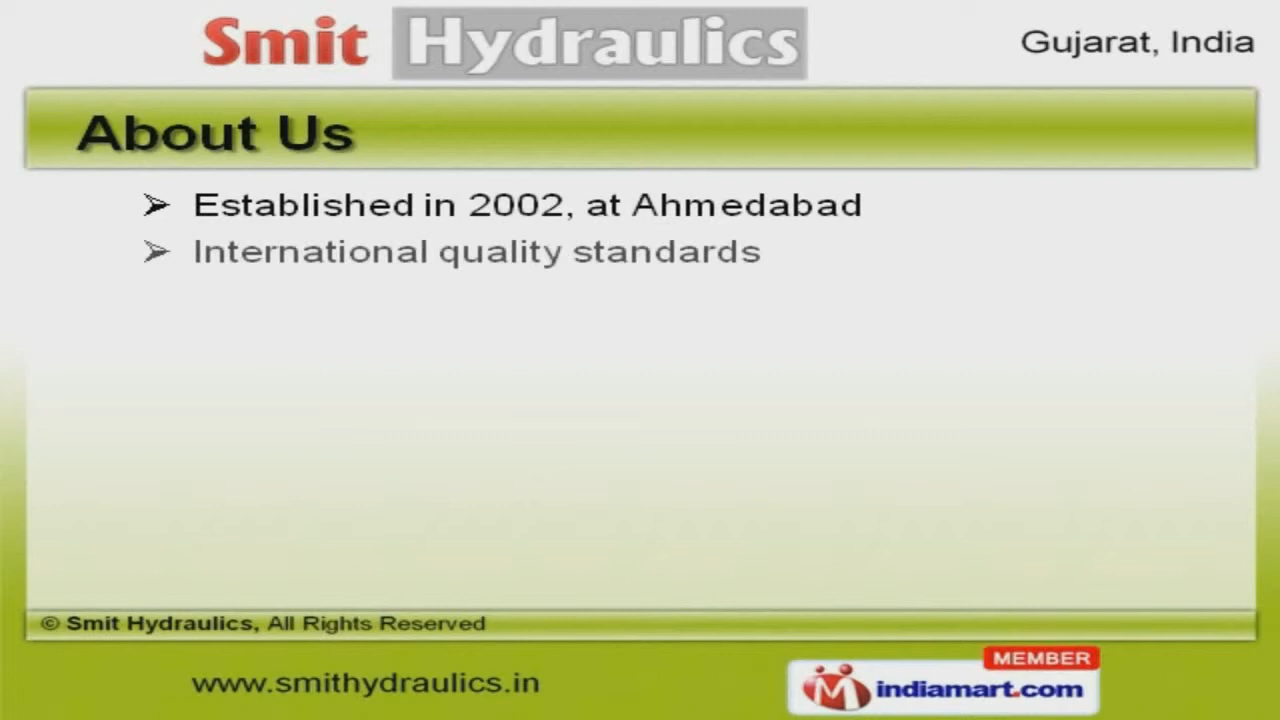 Smit Hydraulics
Gujarat, India
About Us
Established in 2002, at Ahmedabad
International quality standards
© Smit Hydraulics, All Rights Reserved
www.smithydraulics.in
MEMBER
indiamart.com